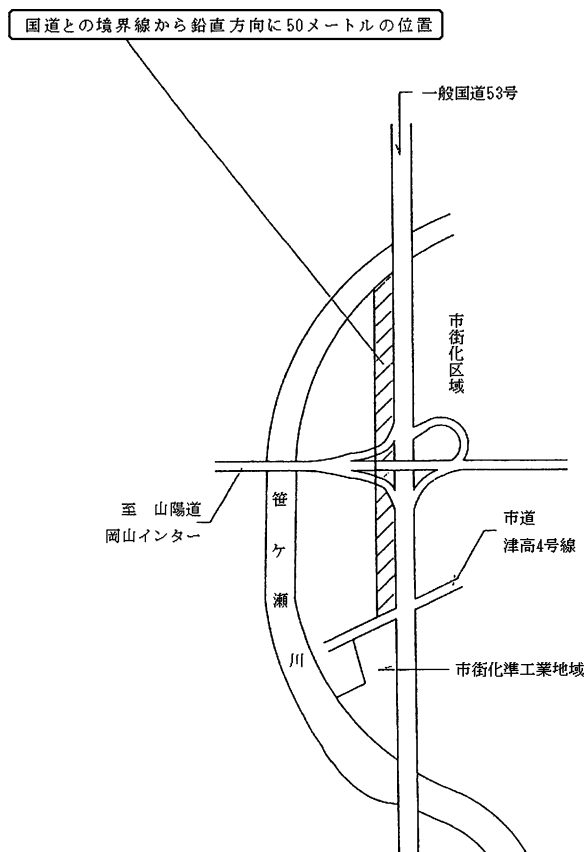 国道との境界線から鉛直方向に50メートルの位置
一般国道53号
市街化区域
至 山陽道
岡山インター
笹ヶ瀬川
市道
津高4号線
市街化準工業地域